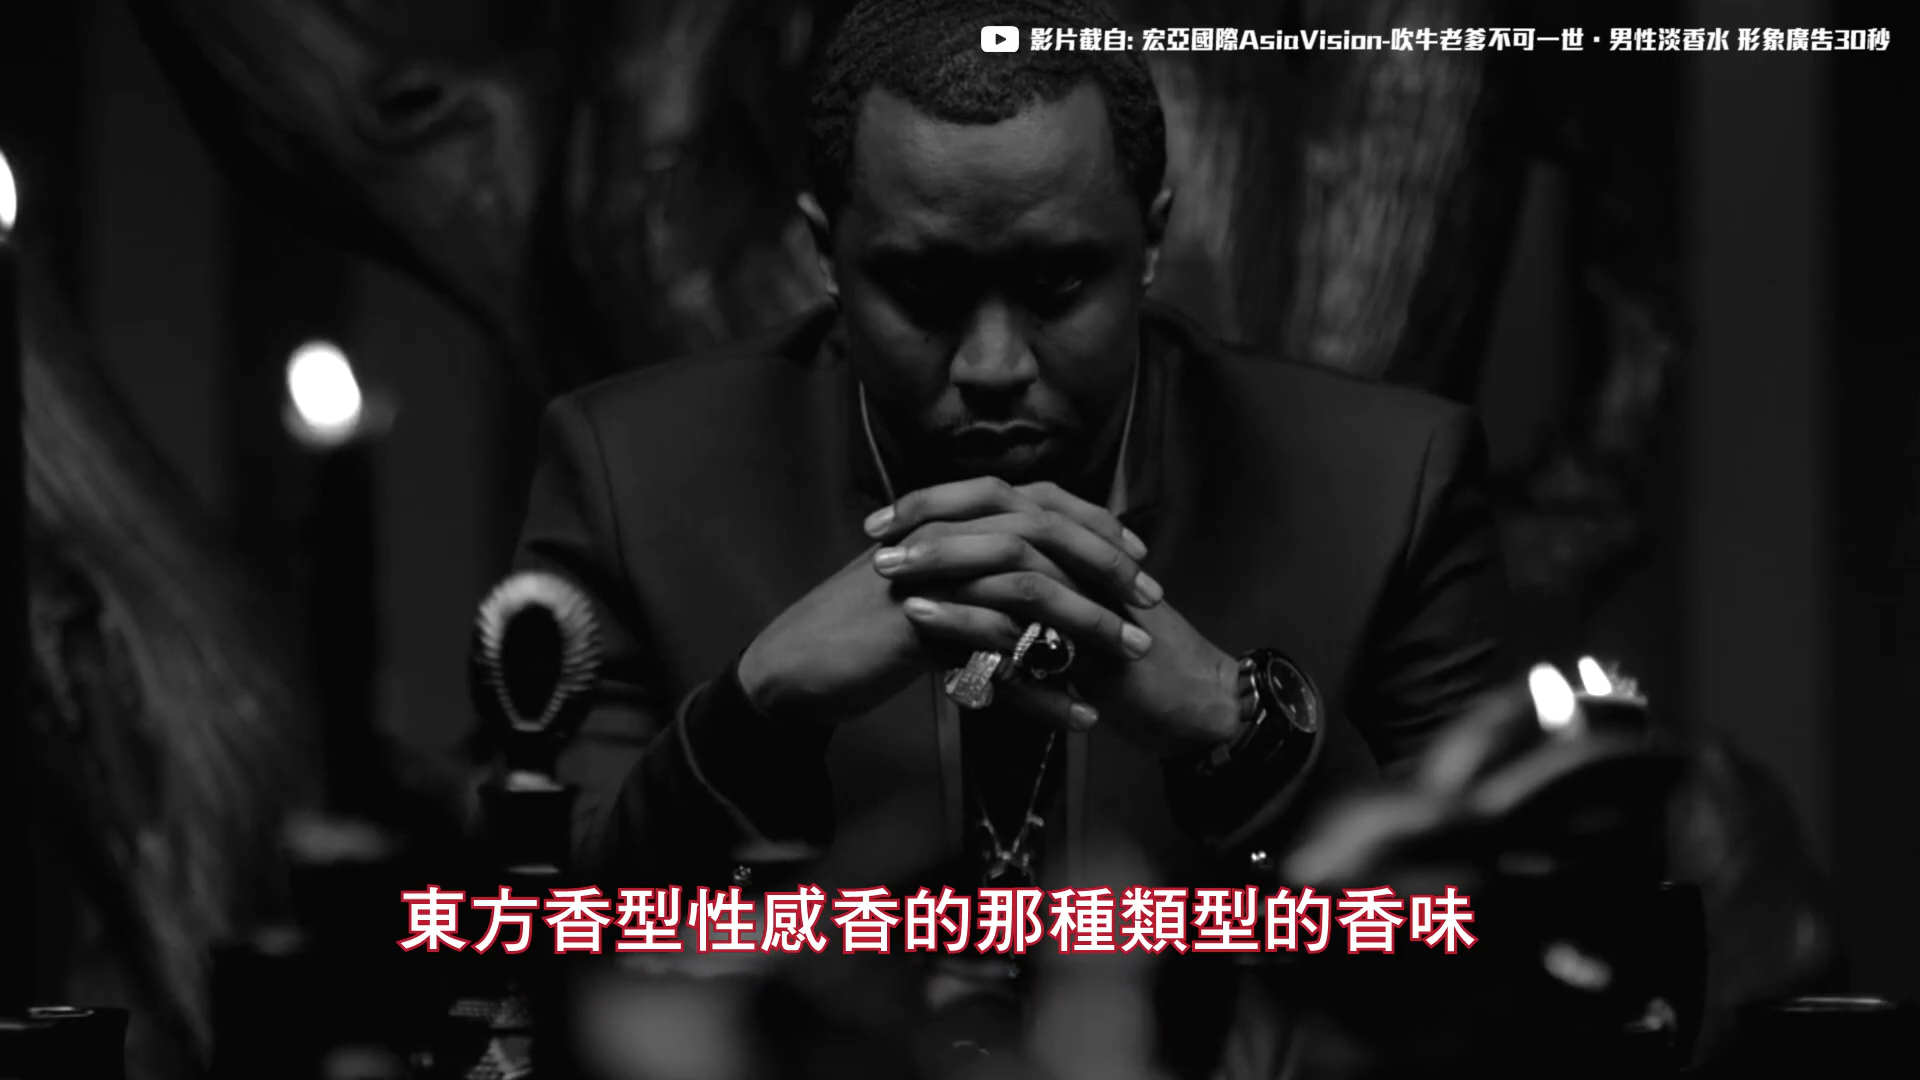 影片截自: 宏亞國際AsiaVision-吹牛老爹不可一世·男性淡香水 形象廣告30秒
東方香型性感香的那種類型的香味